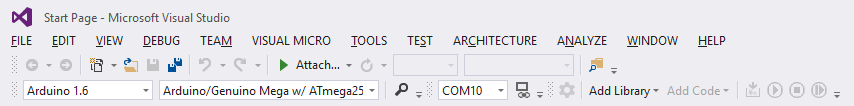 Start Page - Microsoft Visual Studio
FILE EDIT VIEW DEBUG TEAM VISUAL MICRO TOOLS TEST ARCHITECTURE ANALYZE WINDOW HELP
Attach...
Arduino 1.6 Arduino/Genuino Mega w/ ATmega25 COM10 Add Library Add Code